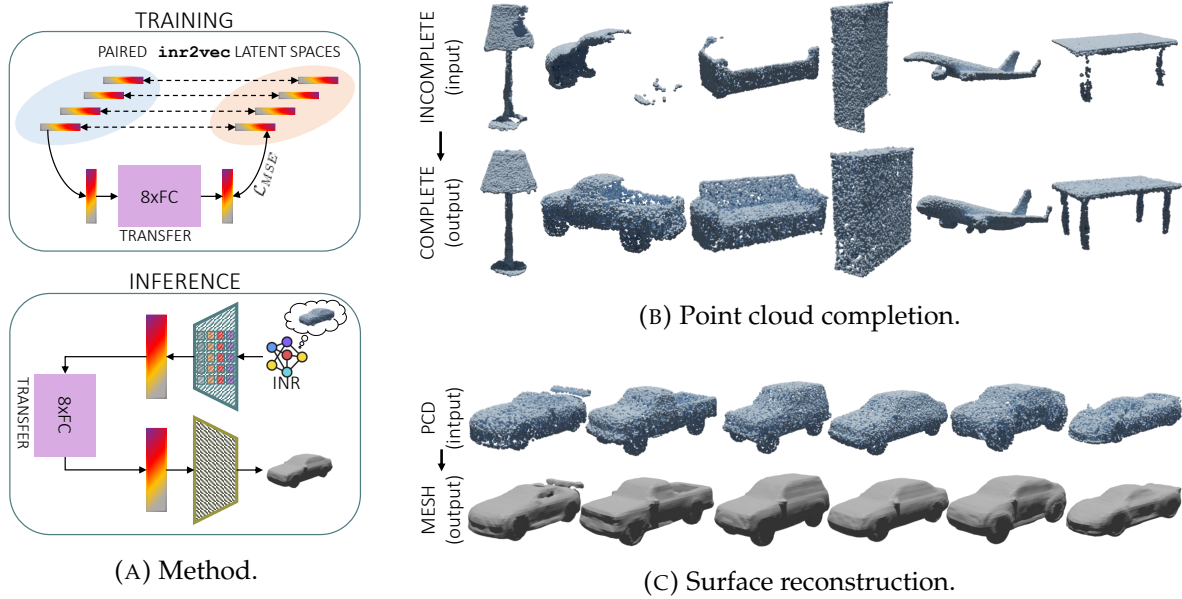 TRAINING
PAIRED inr2vec LATENT SPACES
8xFC
TRANSFER
ℒMSE
INFERENCE
INR
8xFC
TRANSFER
(A) Method.
INCOMPLETE
(input)
COMPLETE
(output)
(B) Point cloud completion.
PCD
(intput)
MESH
(output)
(C) Surface reconstruction.